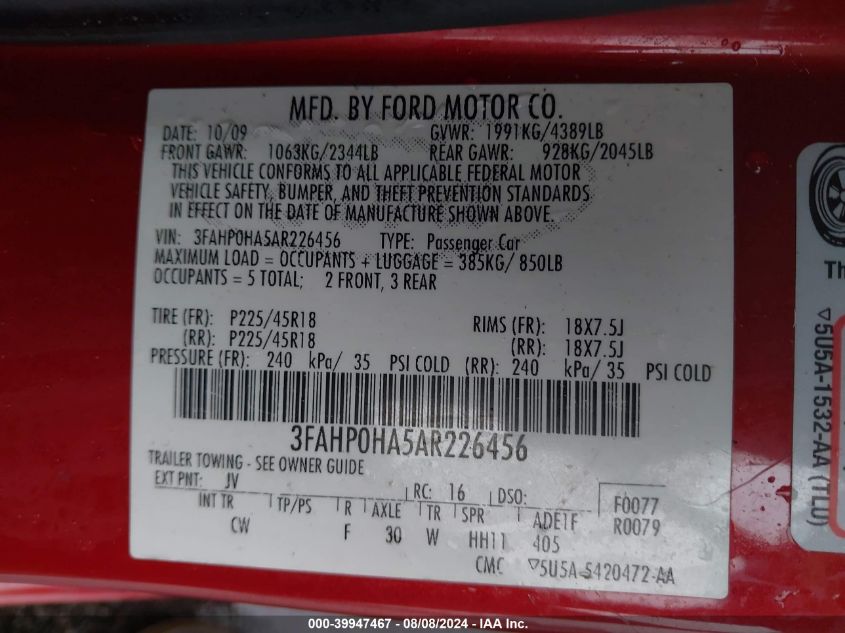 MFD. BY FORD MOTOR CO.
DATE: 10/09 GVWR: 1991KG/4389LB
FRONT GAWR: 1063KG/2344LB REAR GAWR: 928KG/2045LB
THIS VEHICLE CONFORMS TO ALL APPLICABLE FEDERAL MOTOR
VEHICLE SAFETY, BUMPER, AND THEFT PREVENTION STANDARDS
IN EFFECT ON THE DATE OF MANUFACTURE SHOWN ABOVE.
VIN: 3FAHP0HA5AR226456 TYPE: Passenger Car
MAXIMUM LOAD = OCCUPANTS + LUGGAGE = 385KG/ 850LB
OCCUPANTS = 5 TOTAL; 2 FRONT, 3 REAR
TIRE (FR): P225/45R18 RIMS (FR): 18X7.5J
(RR): P225/45R18 (RR): 18X7.5J
PRESSURE (FR): 240 kPa/ 35 PSI COLD (RR): 240 kPa/ 35 PSI COLD
3FAHP0HA5AR226456
TRAILER TOWING - SEE OWNER GUIDE
EXT PNT: JV RC: 16 DSO: F0077
INT TR TP/PS R AXLE TR SPR ADE1F R0079
CW F 30 W HH11 405
CMC ▽5U5A-5420472-AA
Th
▽5U5A-1532-AA (TLU)
000-39947467 - 08/08/2024 - IAA Inc.